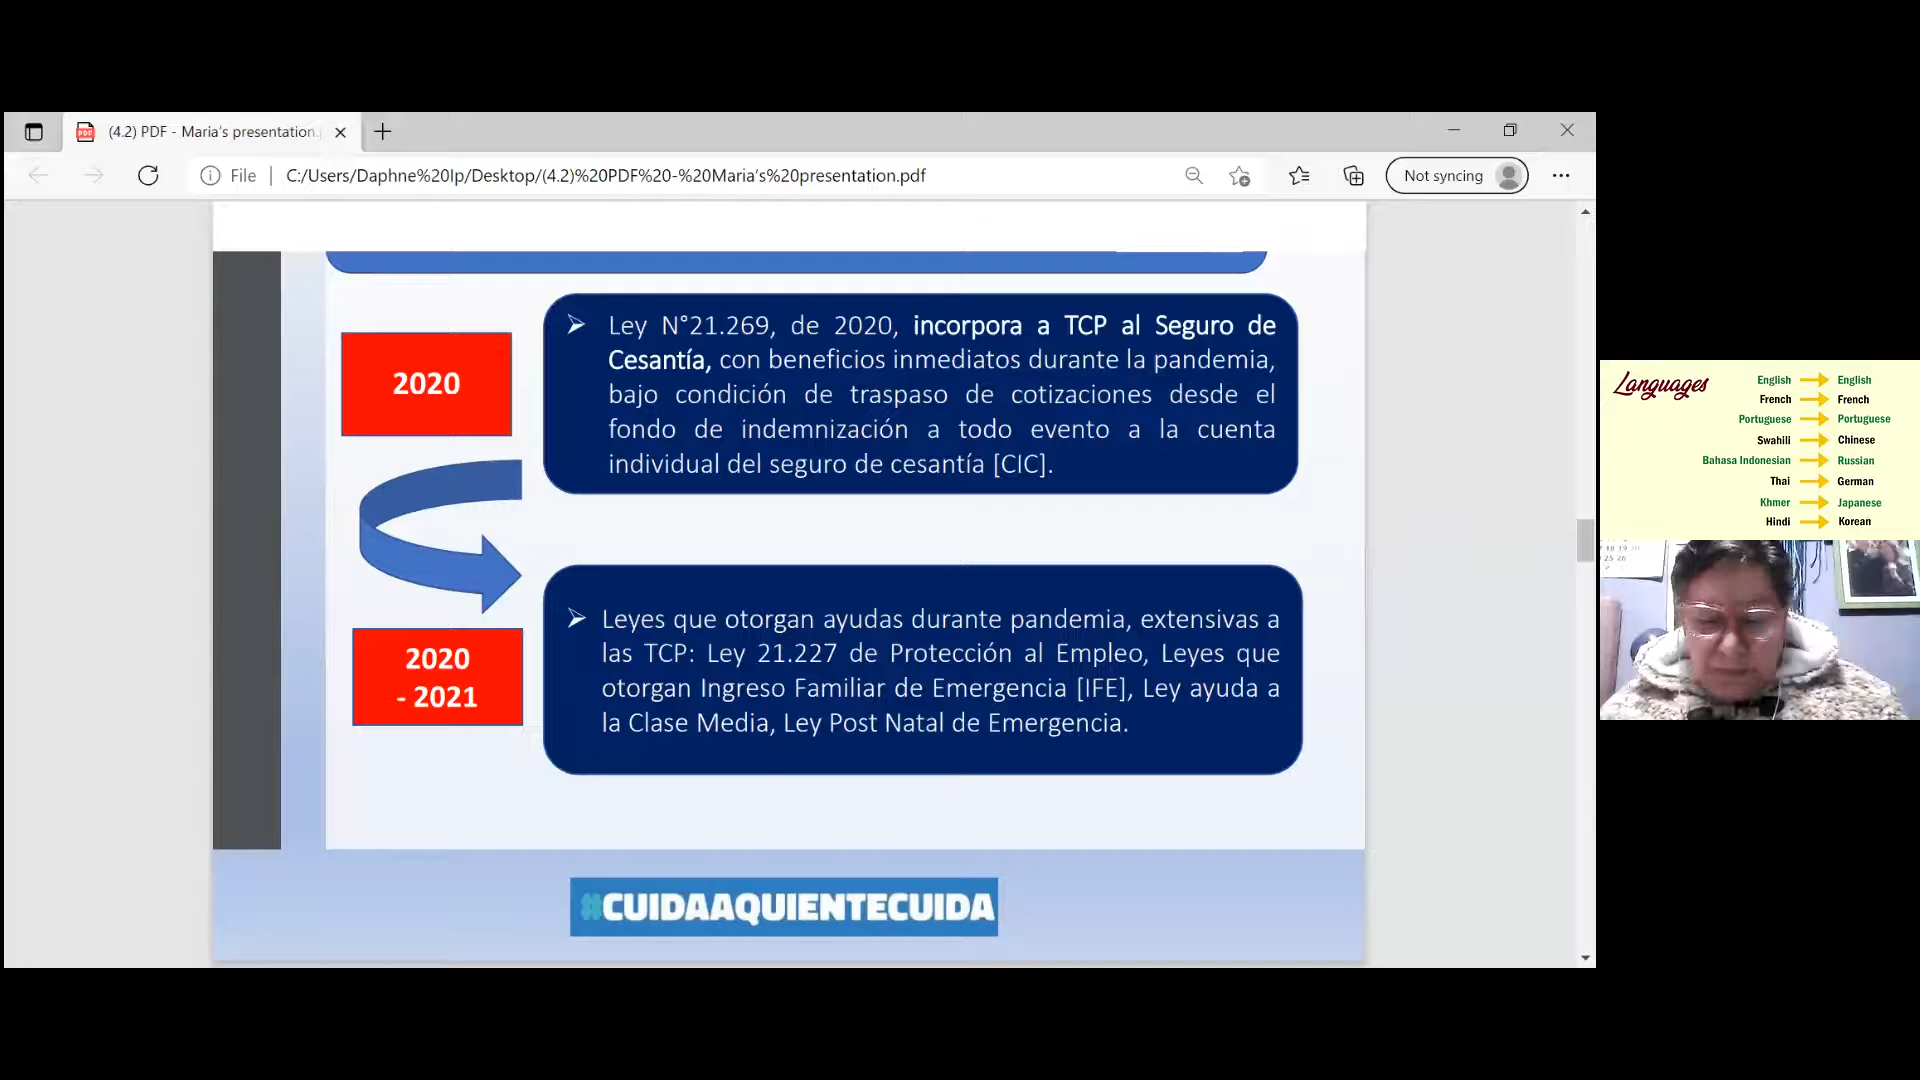 (4.2) PDF - Maria's presentation.
File
C:/Users/Daphne%20Ip/Desktop/(4.2)%20PDF%20-%20Maria's%20presentation.pdf
Not syncing
2020
Ley N°21.269, de 2020, incorpora a TCP al Seguro de
Cesantía, con beneficios inmediatos durante la pandemia,
bajo condición de traspaso de cotizaciones desde el
fondo de indemnización a todo evento a la cuenta
individual del seguro de cesantía [CIC].
2020
- 2021
Leyes que otorgan ayudas durante pandemia, extensivas a
las TCP: Ley 21.227 de Protección al Empleo, Leyes que
otorgan Ingreso Familiar de Emergencia [IFE], Ley ayuda a
la Clase Media, Ley Post Natal de Emergencia.
#CUIDAAQUIENTECUIDA
Languages
English English
French French
Portuguese Portuguese
Swahili Chinese
Bahasa Indonesian Russian
Thai German
Khmer Japanese
Hindi Korean